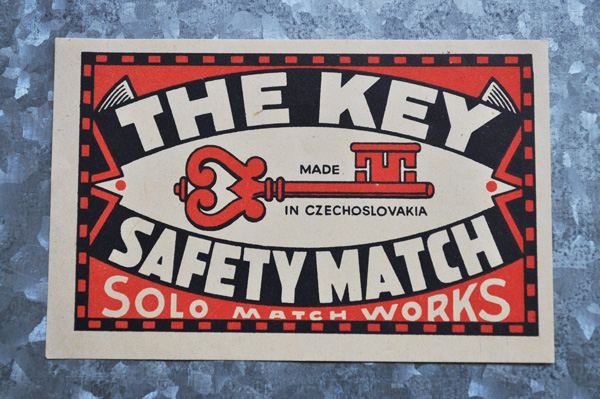 THE KEY
MADE
IN CZECHOSLOVAKIA
SAFETY MATCH
SOLO MATCH WORKS